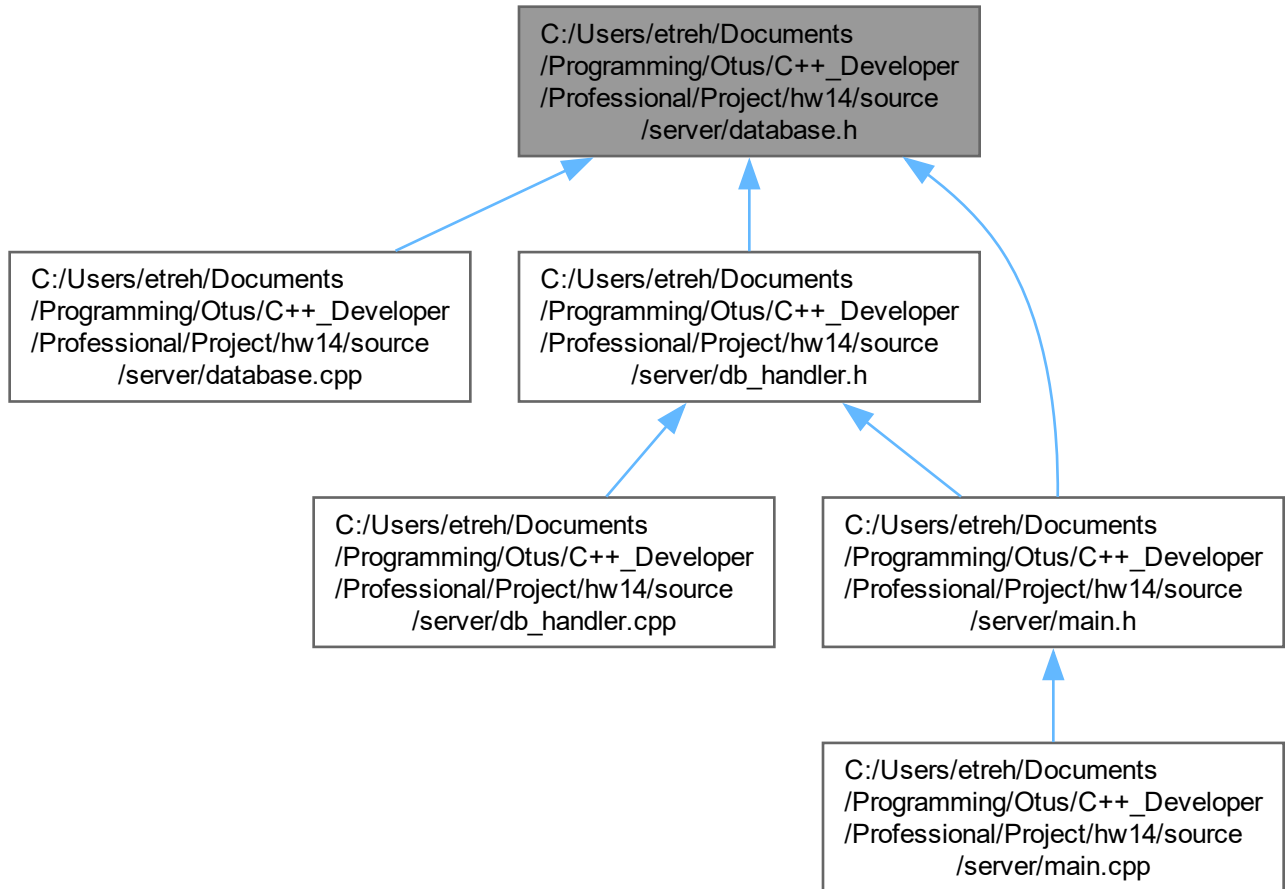 C:/Users/etreh/Documents
/Programming/Otus/C++_Developer
/Professional/Project/hw14/source
/server/database.h
C:/Users/etreh/Documents
/Programming/Otus/C++_Developer
/Professional/Project/hw14/source
/server/database.cpp
C:/Users/etreh/Documents
/Programming/Otus/C++_Developer
/Professional/Project/hw14/source
/server/db_handler.h
C:/Users/etreh/Documents
/Programming/Otus/C++_Developer
/Professional/Project/hw14/source
/server/db_handler.cpp
C:/Users/etreh/Documents
/Programming/Otus/C++_Developer
/Professional/Project/hw14/source
/server/main.h
C:/Users/etreh/Documents
/Programming/Otus/C++_Developer
/Professional/Project/hw14/source
/server/main.cpp